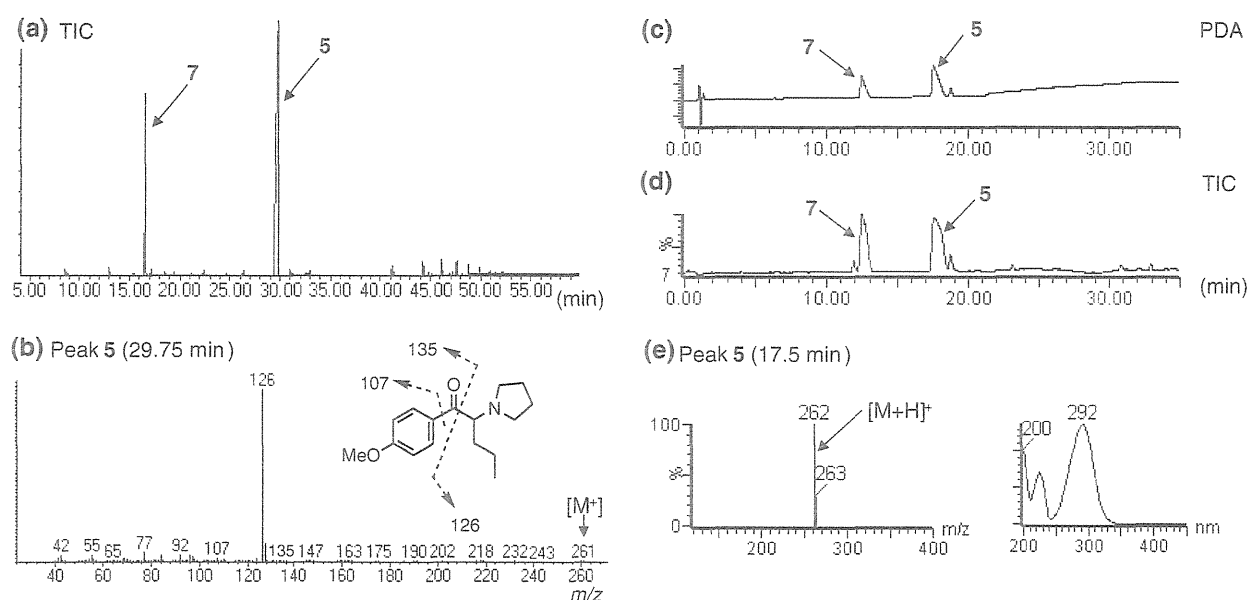 (a) TIC
7
5
5.00 10.00 15.00 20.00 25.00 30.00 35.00 40.00 45.00 50.00 55.00 (min)
(b) Peak 5 (29.75 min)
126
135
107
O
N
MeO
126
[M⁺]
42 55 65 77 92 107 135 147 163 175 190 202 218 232 243 261
40 60 80 100 120 140 160 180 200 220 240 260
m/z
(c)
PDA
7
5
0.00 10.00 20.00 30.00
(d)
TIC
7
5
%
7
0.00 10.00 20.00 30.00 (min)
(e) Peak 5 (17.5 min)
262
[M+H]⁺
263
100
%
0
200 300 400 m/z
200
292
200 300 400 nm